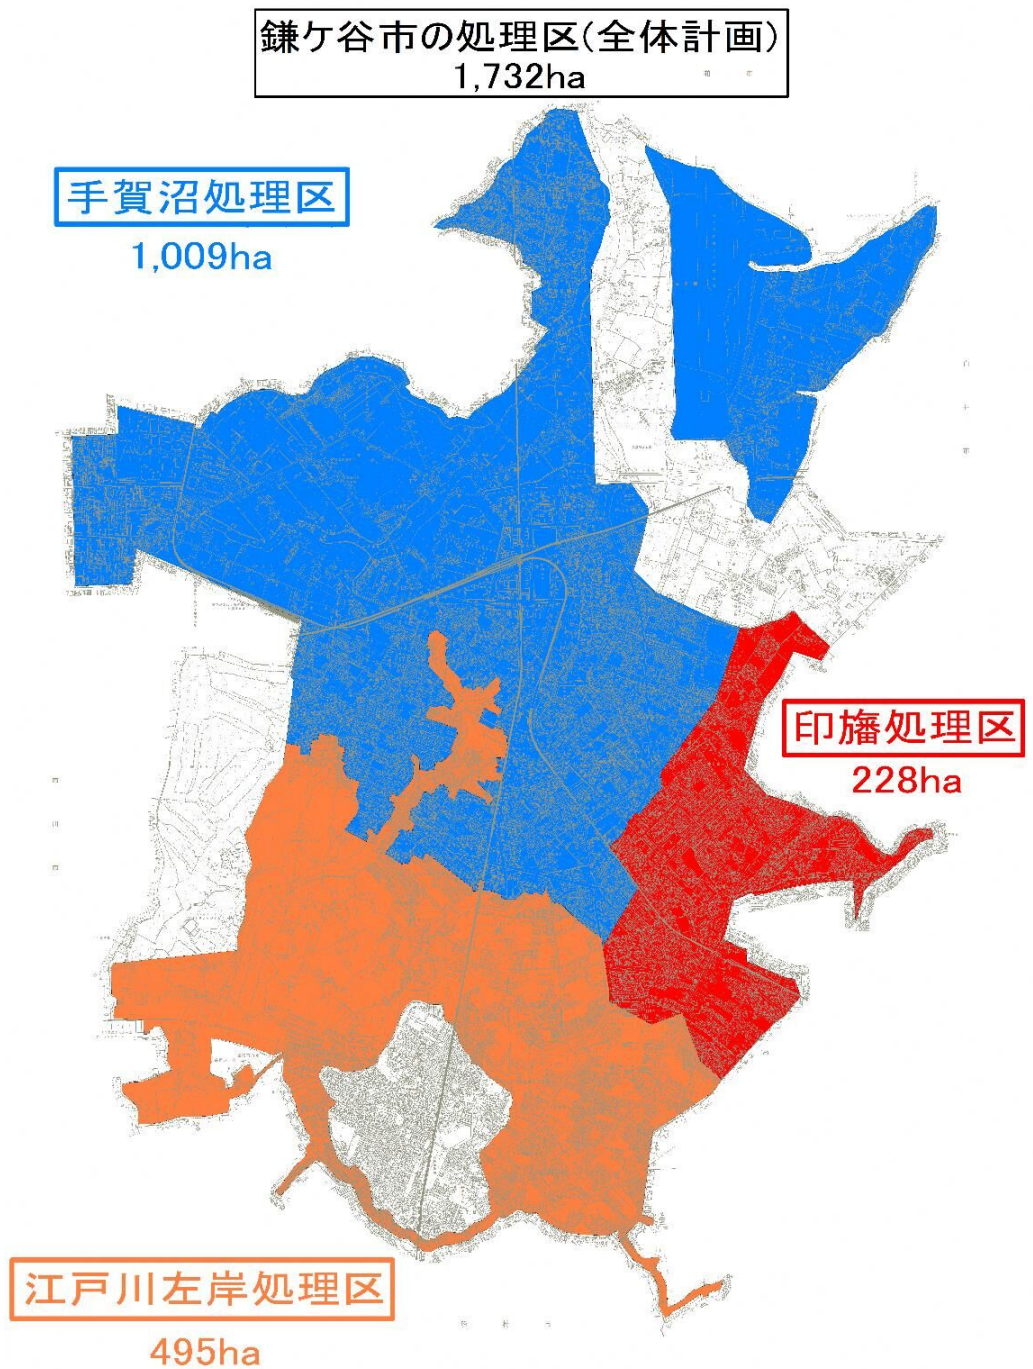 鎌ケ谷市の処理区(全体計画)
1,732ha
手賀沼処理区
1,009ha
印旛処理区
228ha
江戸川左岸処理区
495ha